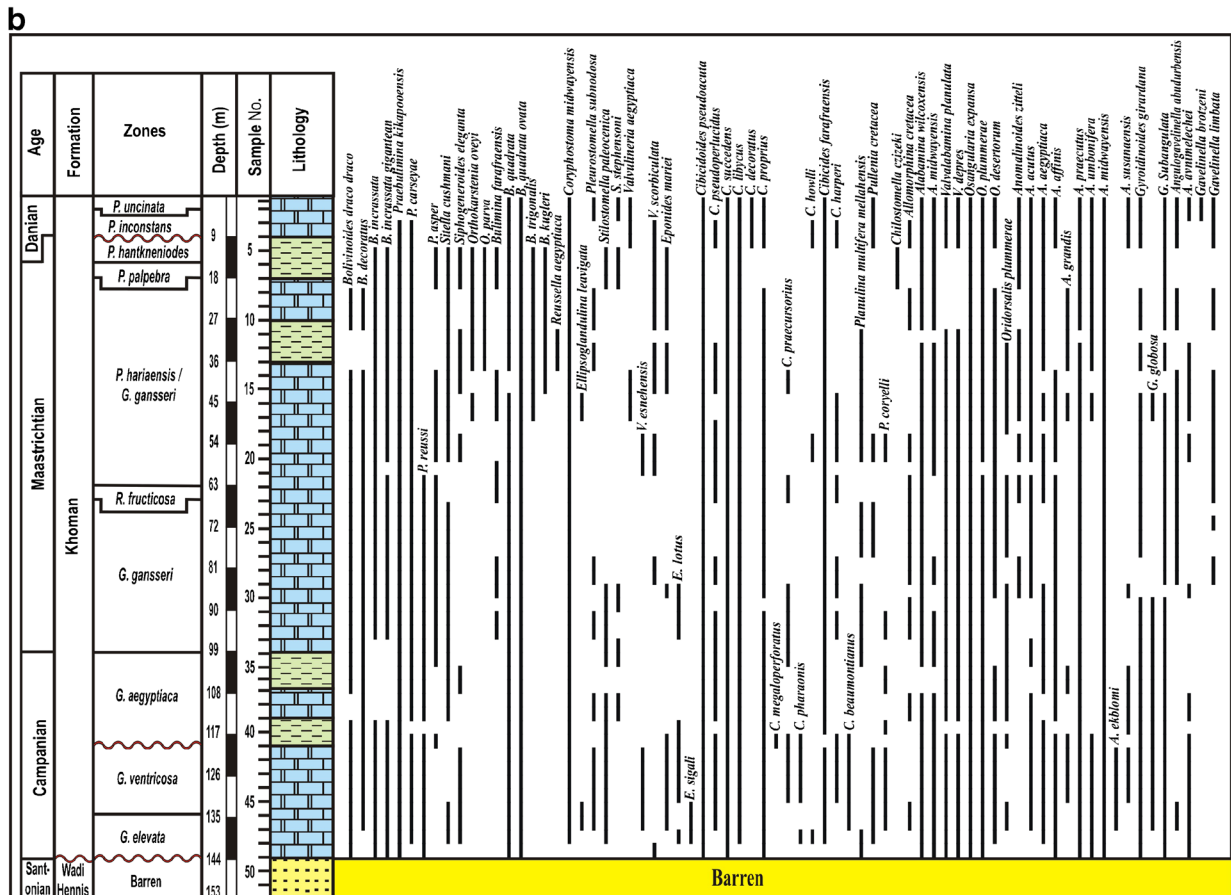 b
Age
Formation
Zones
Depth (m)
Sample No.
Lithology
Bolivinoides draco draco
B. decoratus
B. incrassata
B. incrassata gigantean
Praebulimina kikapooensis
P. carseyae
P. reussi
P. asper
Sitella cushmani
Siphogeneroides eleganta
Orthokarstenia oveyi
O. parva
Bulimina farafraensis
B. quadrata
B. quadrata ovata
B. trigonalis
B. kugleri
Reussella aegyptiaca
Coryphostoma midwayensis
Ellipsoglandulina leavigata
Pleurostomella subnodosa
Stilostomella paleocenica
S. stephensoni
Valvulineria aegyptiaca
V. esnehensis
V. scorbiculata
Eponides mariei
E. lotus
E. sigali
Cibicidoides pseudoacuta
C. pseudoperlucidus
C. succedens
C. libycus
C. decoratus
C. proprius
C. megaloperforatus
C. praecursorius
C. pharaonis
C. howlli
Cibicides farafraensis
C. harperi
C. beaumontianus
Planulina multifera mellahensis
Pullenia cretacea
P. coryelli
Chilostomella czizeki
Allomorphina cretacea
Alabamina wilcoxensis
A. midwayensis
Valvalabamina planulata
V. depres
Osangularia expansa
O. plummerae
O. desertorum
Oridorsalis plummerae
Anomalinoides zitteli
A. acutus
A. aegyptiaca
A. affinis
A. grandis
A. praecutus
A. umbonifera
A. midwayensis
A. ekblomi
A. susanaensis
Gyroidinoides girardana
G. globosa
G. Subangulata
Angulogavelinella abudurbensis
A. avnimelechei
Gavelinella brotzeni
Gavelinella limbata
Danian
Maastrichtian
Campanian
Sant-
onian
Khoman
Wadi
Hennis
P. uncinata
P. inconstans
P. hantkneniodes
P. palpebra
P. hariaensis /
G. gansseri
R. fructicosa
G. gansseri
G. aegyptiaca
G. ventricosa
G. elevata
Barren
9
18
27
36
45
54
63
72
81
90
99
108
117
126
135
144
153
5
10
15
20
25
30
35
40
45
50
Barren